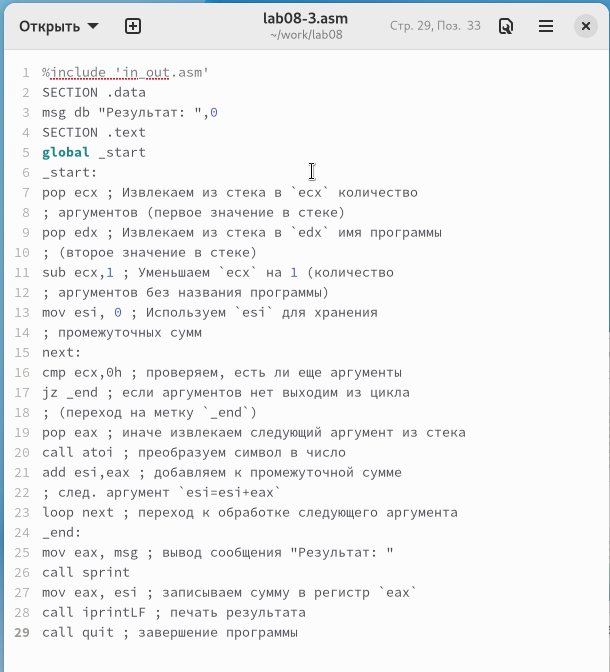 Открыть
lab08-3.asm
~/work/lab08
Стр. 29, Поз. 33
1 %include 'in_out.asm'
2 SECTION .data
3 msg db "Результат: ",0
4 SECTION .text
5 global _start
6 _start:
7 pop ecx ; Извлекаем из стека в `ecx` количество
8 ; аргументов (первое значение в стеке)
9 pop edx ; Извлекаем из стека в `edx` имя программы
10 ; (второе значение в стеке)
11 sub ecx,1 ; Уменьшаем `ecx` на 1 (количество
12 ; аргументов без названия программы)
13 mov esi, 0 ; Используем `esi` для хранения
14 ; промежуточных сумм
15 next:
16 cmp ecx,0h ; проверяем, есть ли еще аргументы
17 jz _end ; если аргументов нет выходим из цикла
18 ; (переход на метку `_end`)
19 pop eax ; иначе извлекаем следующий аргумент из стека
20 call atoi ; преобразуем символ в число
21 add esi,eax ; добавляем к промежуточной сумме
22 ; след. аргумент `esi=esi+eax`
23 loop next ; переход к обработке следующего аргумента
24 _end:
25 mov eax, msg ; вывод сообщения "Результат: "
26 call sprint
27 mov eax, esi ; записываем сумму в регистр `eax`
28 call iprintLF ; печать результата
29 call quit ; завершение программы